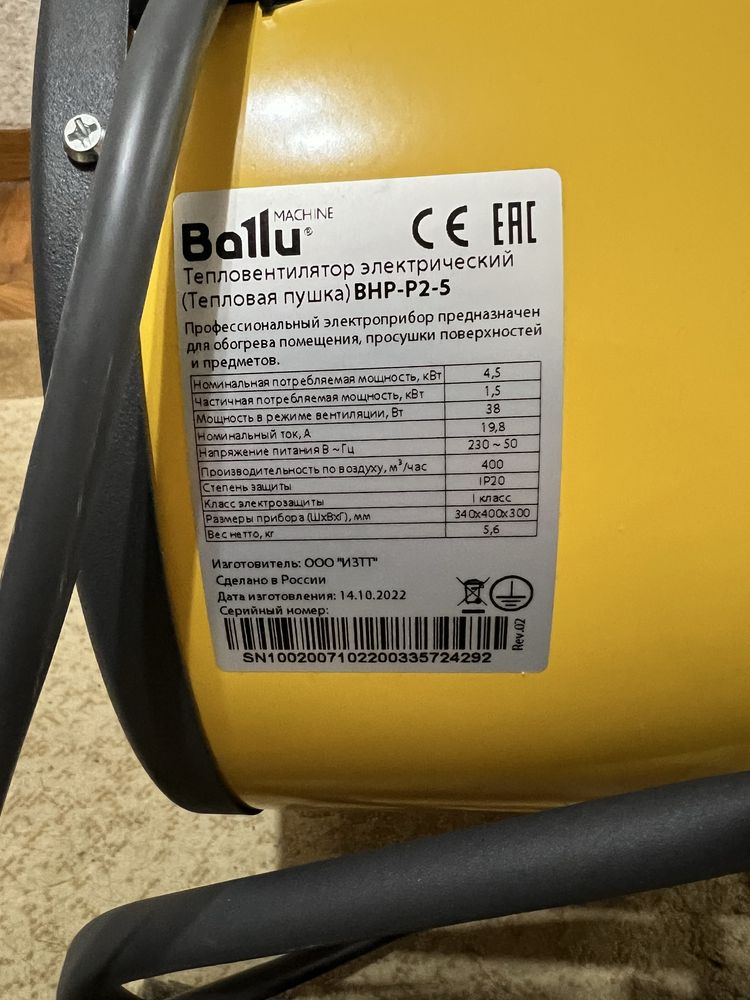 Ballu® MACHINE CE EAC
Тепловентилятор электрический
(Тепловая пушка) BHP-P2-5
Профессиональный электроприбор предназначен
для обогрева помещения, просушки поверхностей
и предметов.
Номинальная потребляемая мощность, кВт 4,5
Частичная потребляемая мощность, кВт 1,5
Мощность в режиме вентиляции, Вт 38
Номинальный ток, А 19,8
Напряжение питания В ~ Гц 230 ~ 50
Производительность по воздуху, м³/час 400
Степень защиты IP20
Класс электрозащиты I класс
Размеры прибора (ШхВхГ), мм 340х400х300
Вес нетто, кг 5,6
Изготовитель: ООО "ИЗТТ"
Сделано в России
Дата изготовления: 14.10.2022
Серийный номер:
SN1002007102200335724292
Rev.02